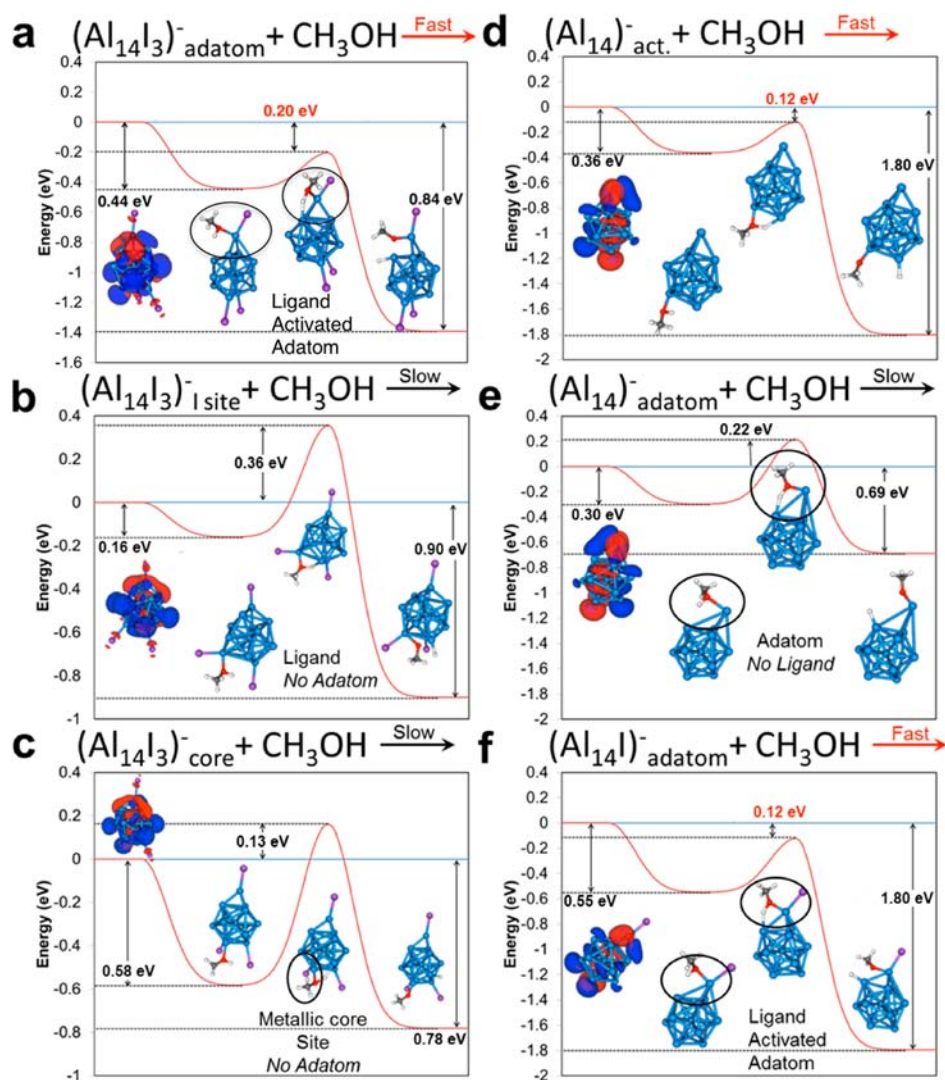 a (Al14I3)- adatom + CH3OH Fast
Energy (eV)
0
-0.2
-0.4
-0.6
-0.8
-1
-1.2
-1.4
-1.6
0.20 eV
0.44 eV
0.84 eV
Ligand
Activated
Adatom
b (Al14I3)- I site + CH3OH Slow
Energy (eV)
0.4
0.2
0
-0.2
-0.4
-0.6
-0.8
-1
0.36 eV
0.16 eV
0.90 eV
Ligand
No Adatom
c (Al14I3)- core + CH3OH Slow
Energy (eV)
0.4
0.2
0
-0.2
-0.4
-0.6
-0.8
-1
0.13 eV
0.58 eV
0.78 eV
Metallic core
Site
No Adatom
d (Al14)- act. + CH3OH Fast
Energy (eV)
0
-0.2
-0.4
-0.6
-0.8
-1
-1.2
-1.4
-1.6
-1.8
-2
0.12 eV
0.36 eV
1.80 eV
e (Al14)- adatom + CH3OH Slow
Energy (eV)
0.4
0.2
0
-0.2
-0.4
-0.6
-0.8
-1
-1.2
-1.4
-1.6
-1.8
-2
0.22 eV
0.30 eV
0.69 eV
Adatom
No Ligand
f (Al14I)- adatom + CH3OH Fast
Energy (eV)
0.4
0.2
0
-0.2
-0.4
-0.6
-0.8
-1
-1.2
-1.4
-1.6
-1.8
-2
0.12 eV
0.55 eV
1.80 eV
Ligand
Activated
Adatom